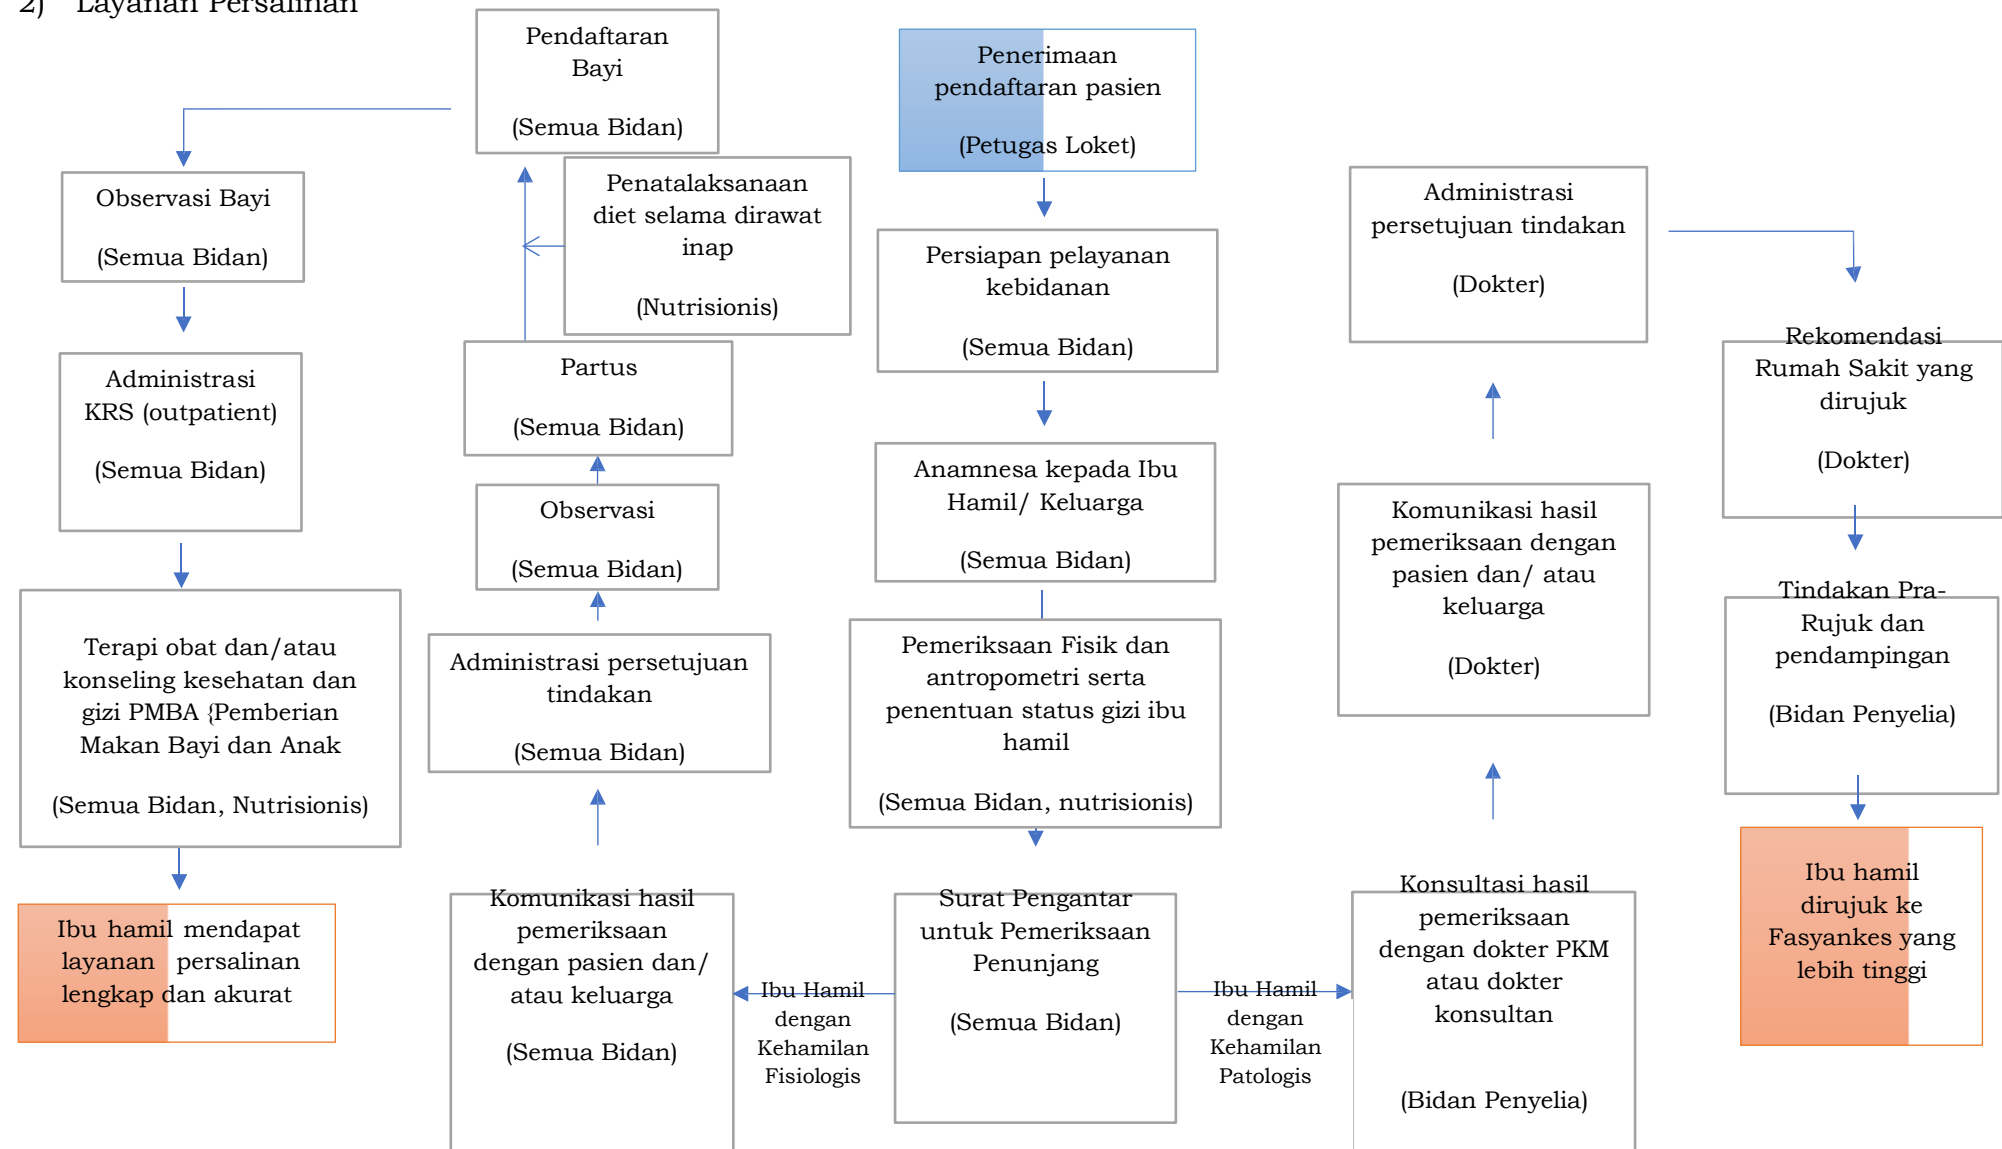 2) Layanan Persalinan
Penerimaan
pendaftaran pasien
(Petugas Loket)
Persiapan pelayanan
kebidanan
(Semua Bidan)
Anamnesa kepada Ibu
Hamil/ Keluarga
(Semua Bidan)
Pemeriksaan Fisik dan
antropometri serta
penentuan status gizi ibu
hamil
(Semua Bidan, nutrisionis)
Surat Pengantar
untuk Pemeriksaan
Penunjang
(Semua Bidan)
Ibu Hamil
dengan
Kehamilan
Fisiologis
Komunikasi hasil
pemeriksaan
dengan pasien dan/
atau keluarga
(Semua Bidan)
Administrasi persetujuan
tindakan
(Semua Bidan)
Observasi
(Semua Bidan)
Partus
(Semua Bidan)
Penatalaksanaan
diet selama dirawat
inap
(Nutrisionis)
Pendaftaran
Bayi
(Semua Bidan)
Observasi Bayi
(Semua Bidan)
Administrasi
KRS (outpatient)
(Semua Bidan)
Terapi obat dan/atau
konseling kesehatan dan
gizi PMBA {Pemberian
Makan Bayi dan Anak
(Semua Bidan, Nutrisionis)
Ibu hamil mendapat
layanan persalinan
lengkap dan akurat
Ibu Hamil
dengan
Kehamilan
Patologis
Konsultasi hasil
pemeriksaan
dengan dokter PKM
atau dokter
konsultan
(Bidan Penyelia)
Komunikasi hasil
pemeriksaan dengan
pasien dan/ atau
keluarga
(Dokter)
Administrasi
persetujuan tindakan
(Dokter)
Rekomendasi
Rumah Sakit yang
dirujuk
(Dokter)
Tindakan Pra-
Rujuk dan
pendampingan
(Bidan Penyelia)
Ibu hamil
dirujuk ke
Fasyankes yang
lebih tinggi